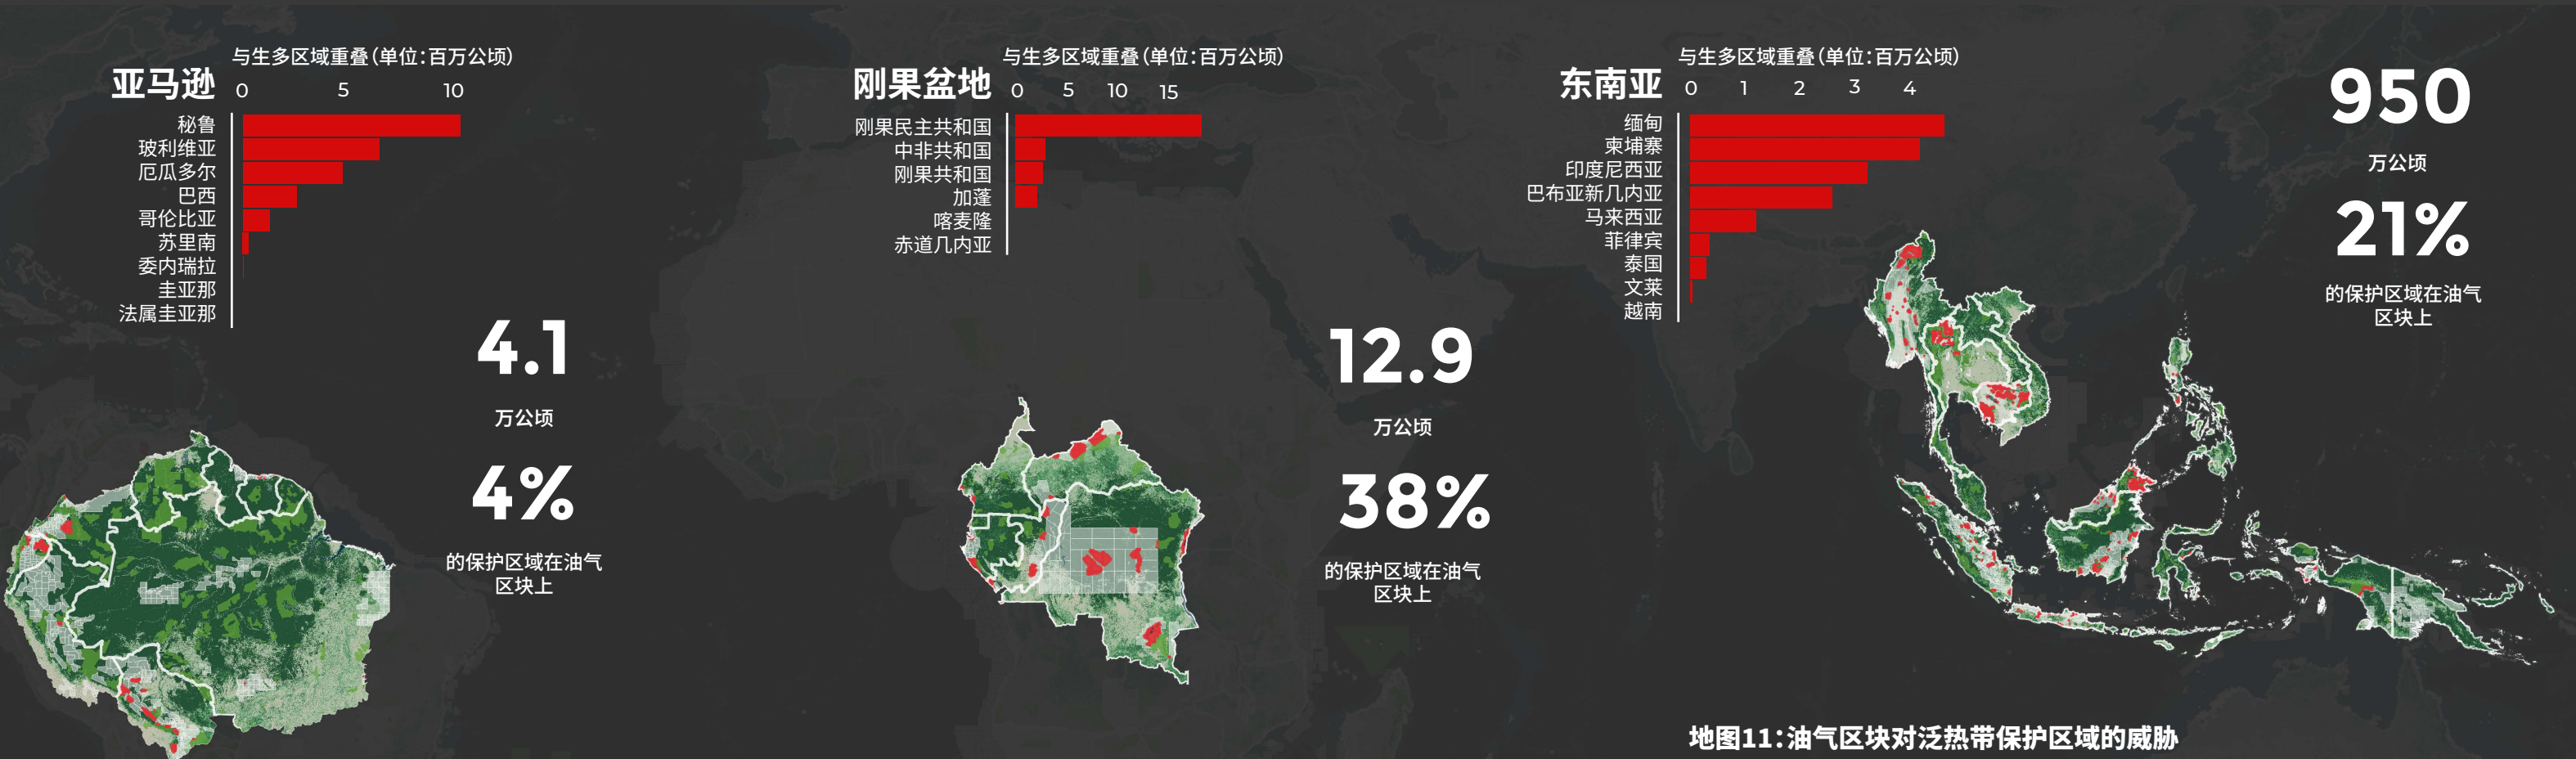 与生多区域重叠（单位：百万公顷）
亚马逊
0 5 10
秘鲁
玻利维亚
厄瓜多尔
巴西
哥伦比亚
苏里南
委内瑞拉
圭亚那
法属圭亚那
4.1
万公顷
4%
的保护区域在油气
区块上
与生多区域重叠（单位：百万公顷）
刚果盆地
0 5 10 15
刚果民主共和国
中非共和国
刚果共和国
加蓬
喀麦隆
赤道几内亚
12.9
万公顷
38%
的保护区域在油气
区块上
与生多区域重叠（单位：百万公顷）
东南亚
0 1 2 3 4
缅甸
柬埔寨
印度尼西亚
巴布亚新几内亚
马来西亚
菲律宾
泰国
文莱
越南
950
万公顷
21%
的保护区域在油气
区块上
地图11：油气区块对泛热带保护区域的威胁